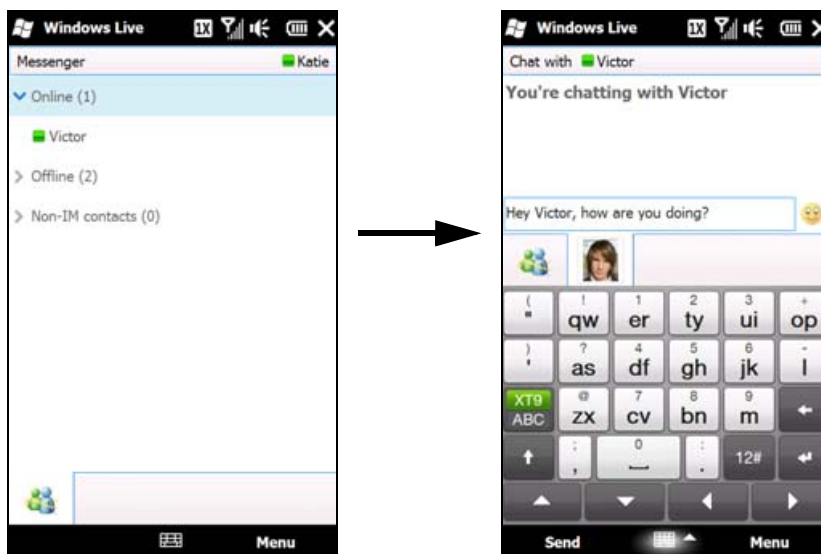 Windows Live 1X
Messenger Katie
Online (1)
Victor
Offline (2)
Non-IM contacts (0)
Menu
Windows Live 1X
Chat with Victor
You're chatting with Victor
Hey Victor, how are you doing?
( ! 1 2 3 +
" qw er ty ui op
) ? 4 5 6 -
' as df gh jk l
XT9 @ 7 8 9
ABC zx cv bn m
; 0 : 12#
, .
Send Menu